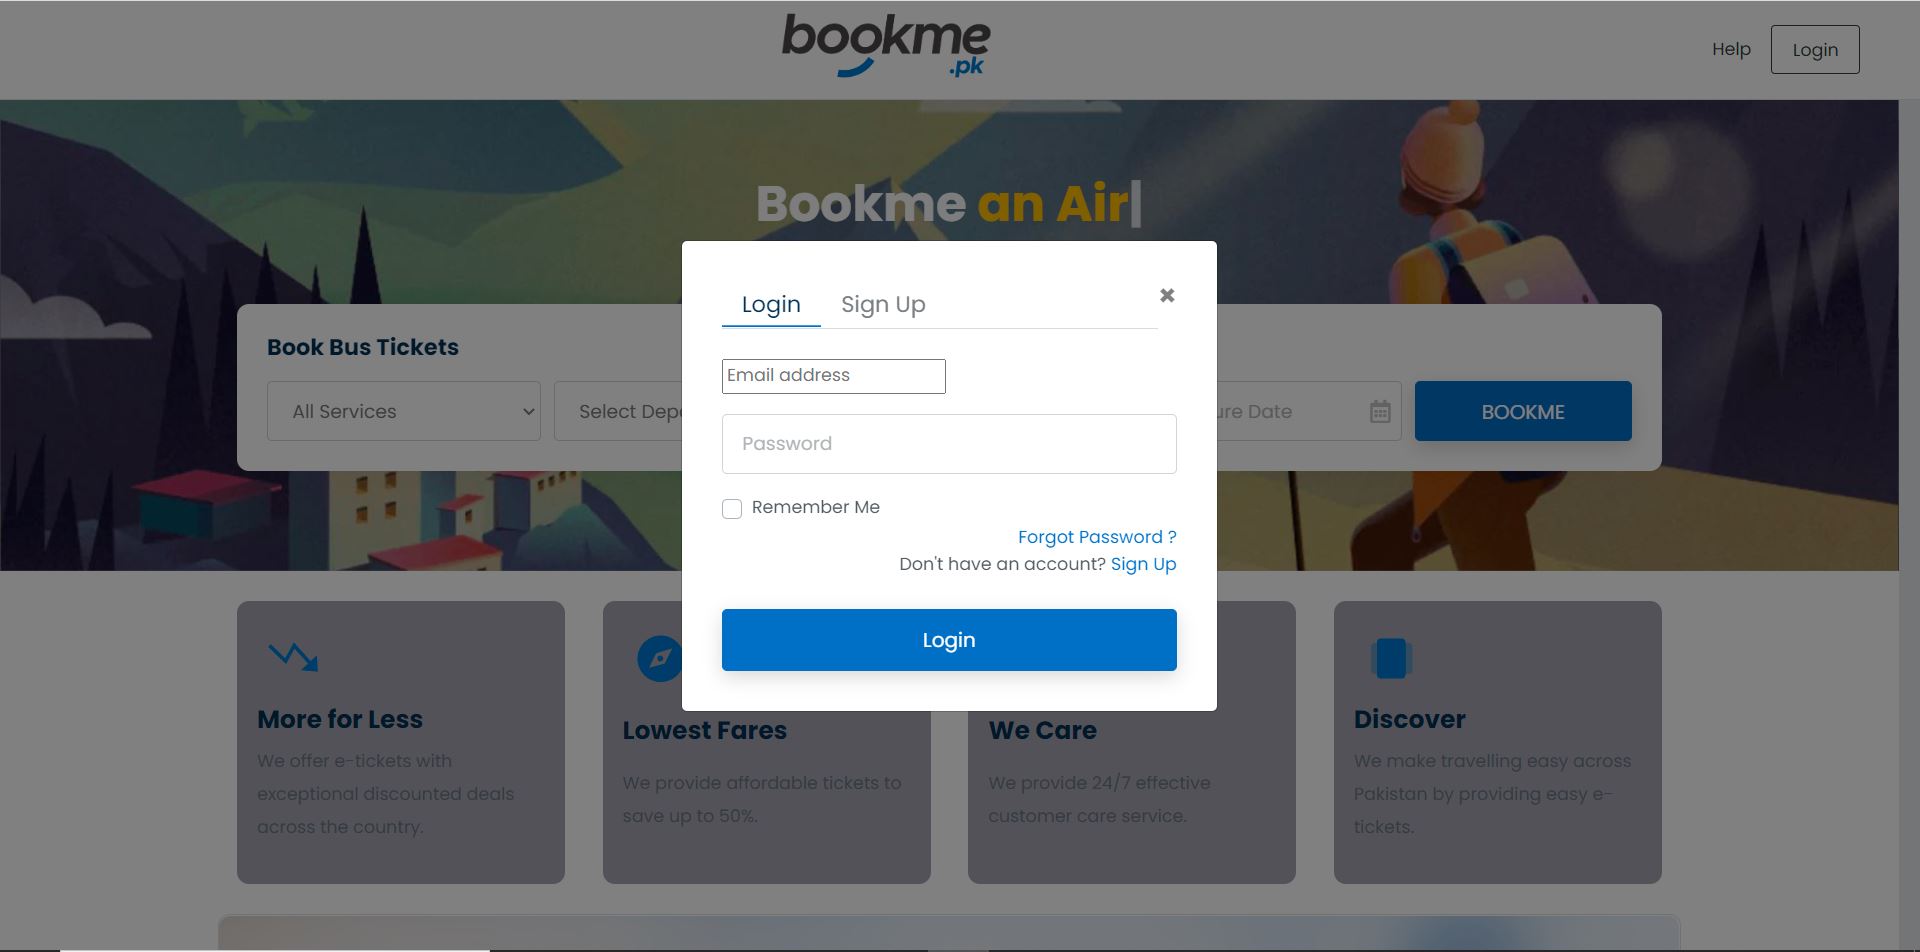 bookme
.pk
Help
Login
Bookme an Air|
Login
Sign Up
✖
Book Bus Tickets
Email address
All Services
Select Depa
ure Date
BOOKME
Password
Remember Me
Forgot Password ?
Don't have an account? Sign Up
Login
More for Less
We offer e-tickets with
exceptional discounted deals
across the country.
Lowest Fares
We provide affordable tickets to
save up to 50%.
We Care
We provide 24/7 effective
customer care service.
Discover
We make travelling easy across
Pakistan by providing easy e-
tickets.